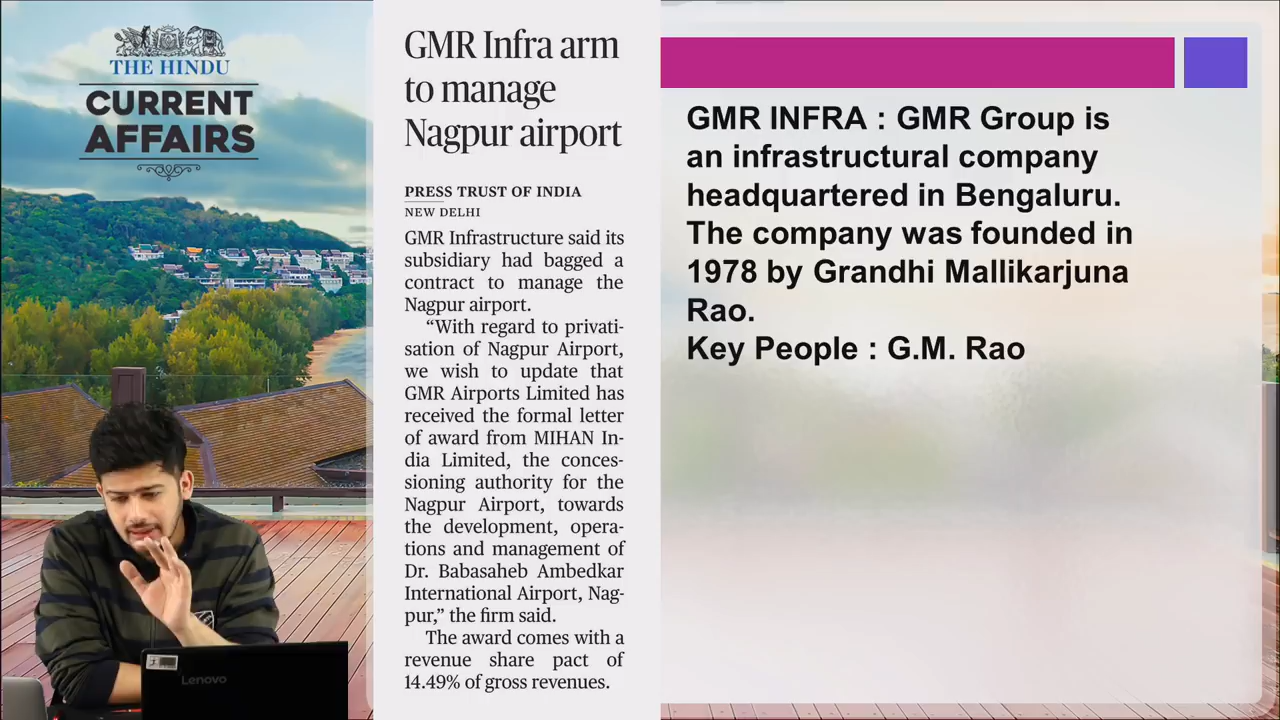 THE HINDU
CURRENT
AFFAIRS
GMR Infra arm
to manage
Nagpur airport
PRESS TRUST OF INDIA
NEW DELHI
GMR Infrastructure said its
subsidiary had bagged a
contract to manage the
Nagpur airport.
“With regard to privati-
sation of Nagpur Airport,
we wish to update that
GMR Airports Limited has
received the formal letter
of award from MIHAN In-
dia Limited, the conces-
sioning authority for the
Nagpur Airport, towards
the development, opera-
tions and management of
Dr. Babasaheb Ambedkar
International Airport, Nag-
pur,” the firm said.
The award comes with a
revenue share pact of
14.49% of gross revenues.
GMR INFRA : GMR Group is
an infrastructural company
headquartered in Bengaluru.
The company was founded in
1978 by Grandhi Mallikarjuna
Rao.
Key People : G.M. Rao
Lenovo